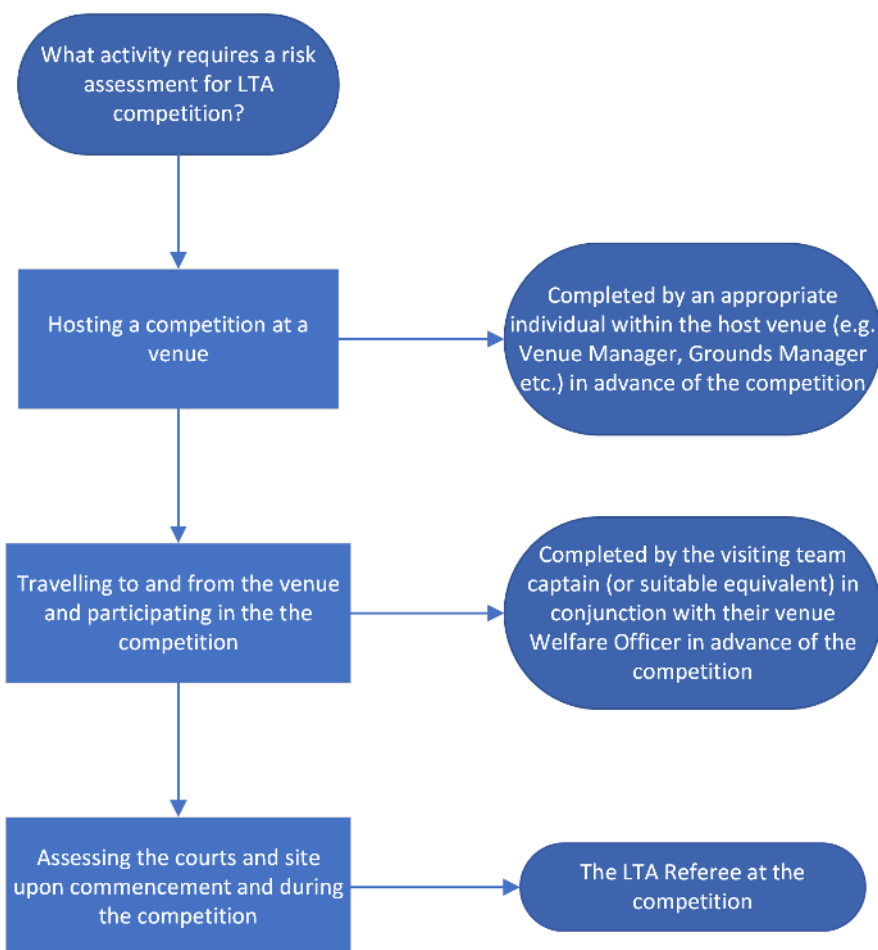 What activity requires a risk
assessment for LTA
competition?
Hosting a competition at a
venue
Completed by an appropriate
individual within the host venue (e.g.
Venue Manager, Grounds Manager
etc.) in advance of the competition
Travelling to and from the venue
and participating in the the
competition
Completed by the visiting team
captain (or suitable equivalent) in
conjunction with their venue
Welfare Officer in advance of the
competition
Assessing the courts and site
upon commencement and during
the competition
The LTA Referee at the
competition